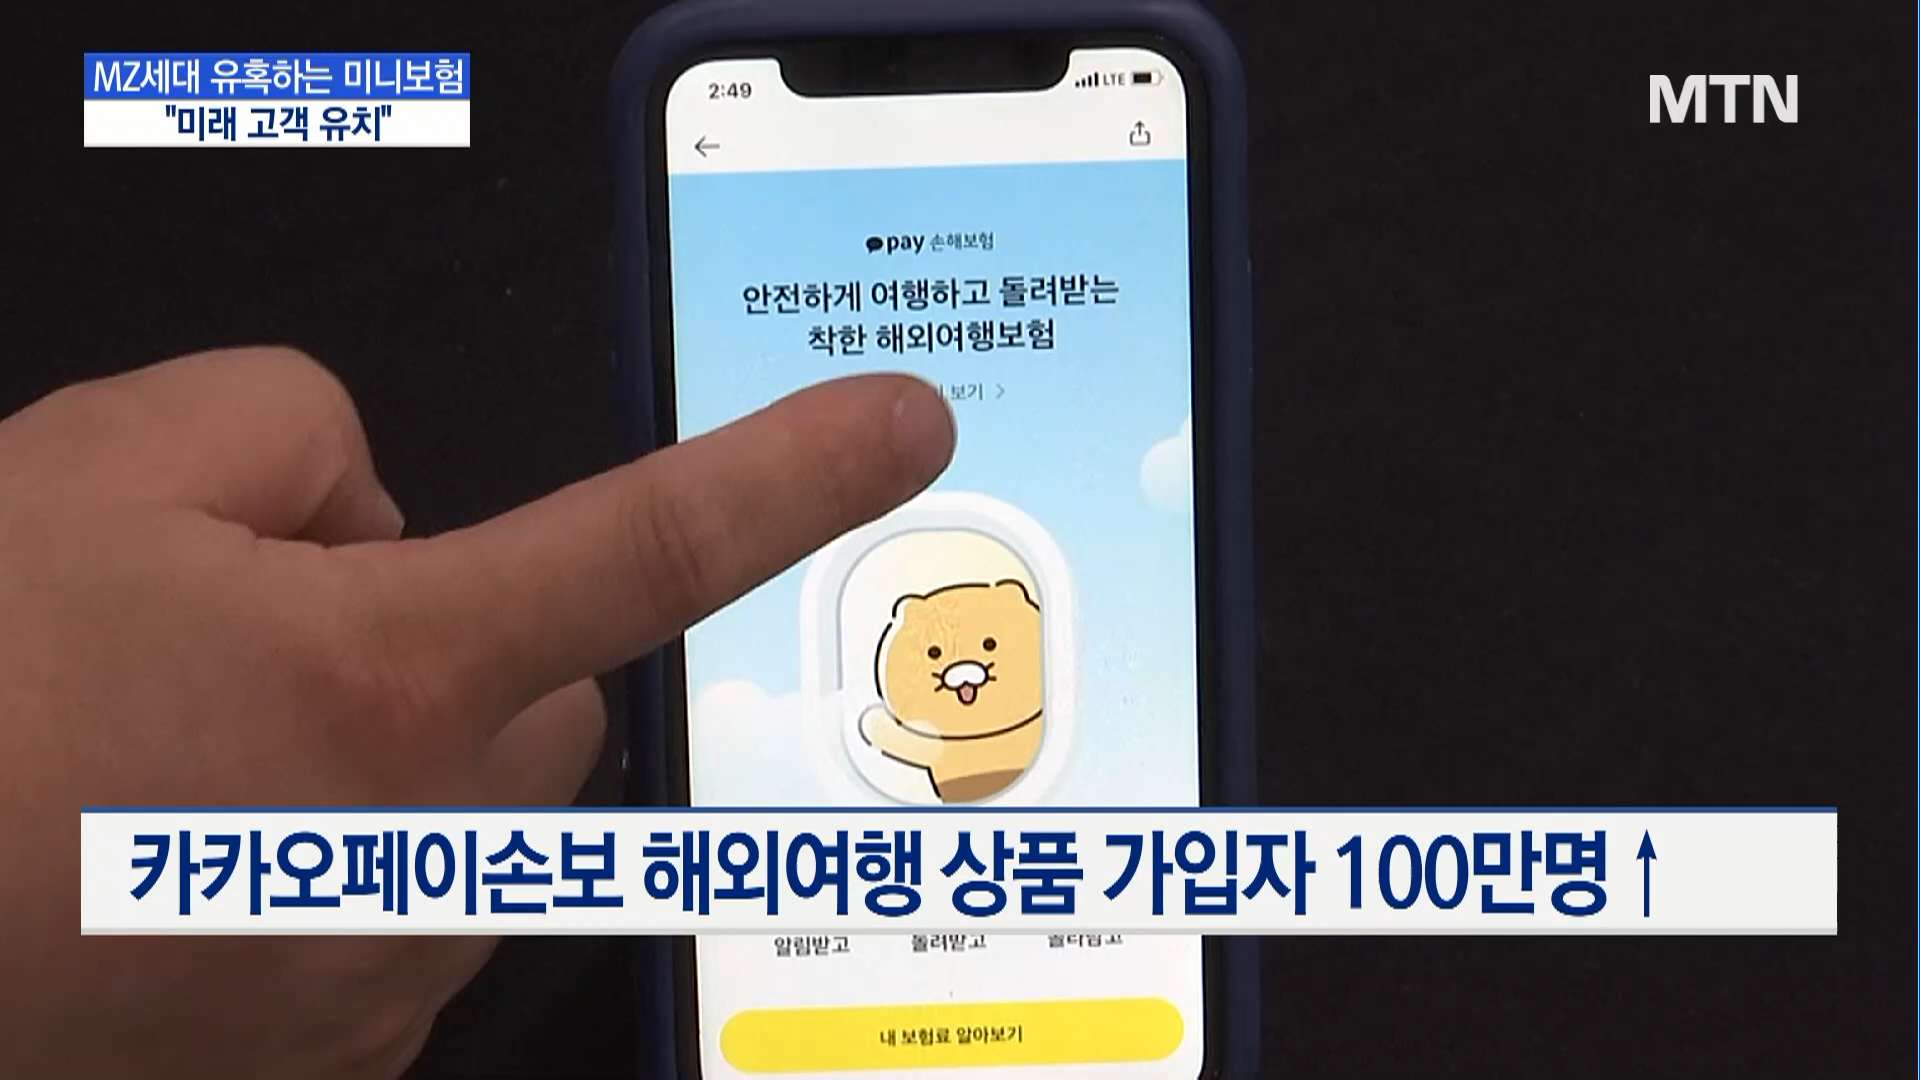 MZ세대 유혹하는 미니보험
"미래 고객 유치"
MTN
2:49
LTE
pay 손해보험
안전하게 여행하고 돌려받는
착한 해외여행보험
보기 >
카카오페이손보 해외여행 상품 가입자 100만명↑
알림받고 돌려받고
내 보험료 알아보기